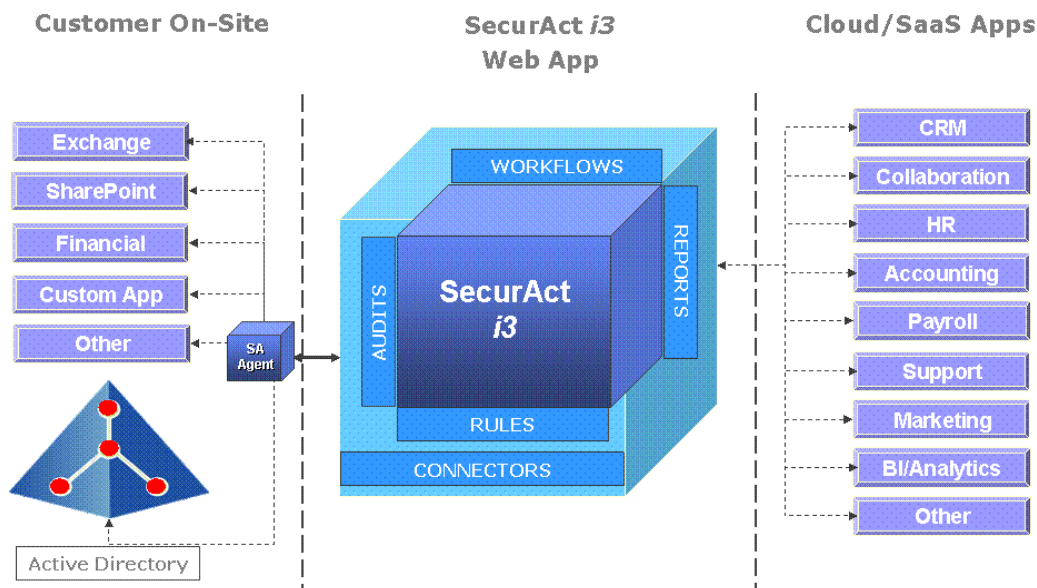 Customer On-Site
SecurAct i3
Web App
Cloud/SaaS Apps
Exchange
SharePoint
Financial
Custom App
Other
SA
Agent
Active Directory
WORKFLOWS
REPORTS
AUDITS
SecurAct
i3
RULES
CONNECTORS
CRM
Collaboration
HR
Accounting
Payroll
Support
Marketing
BI/Analytics
Other